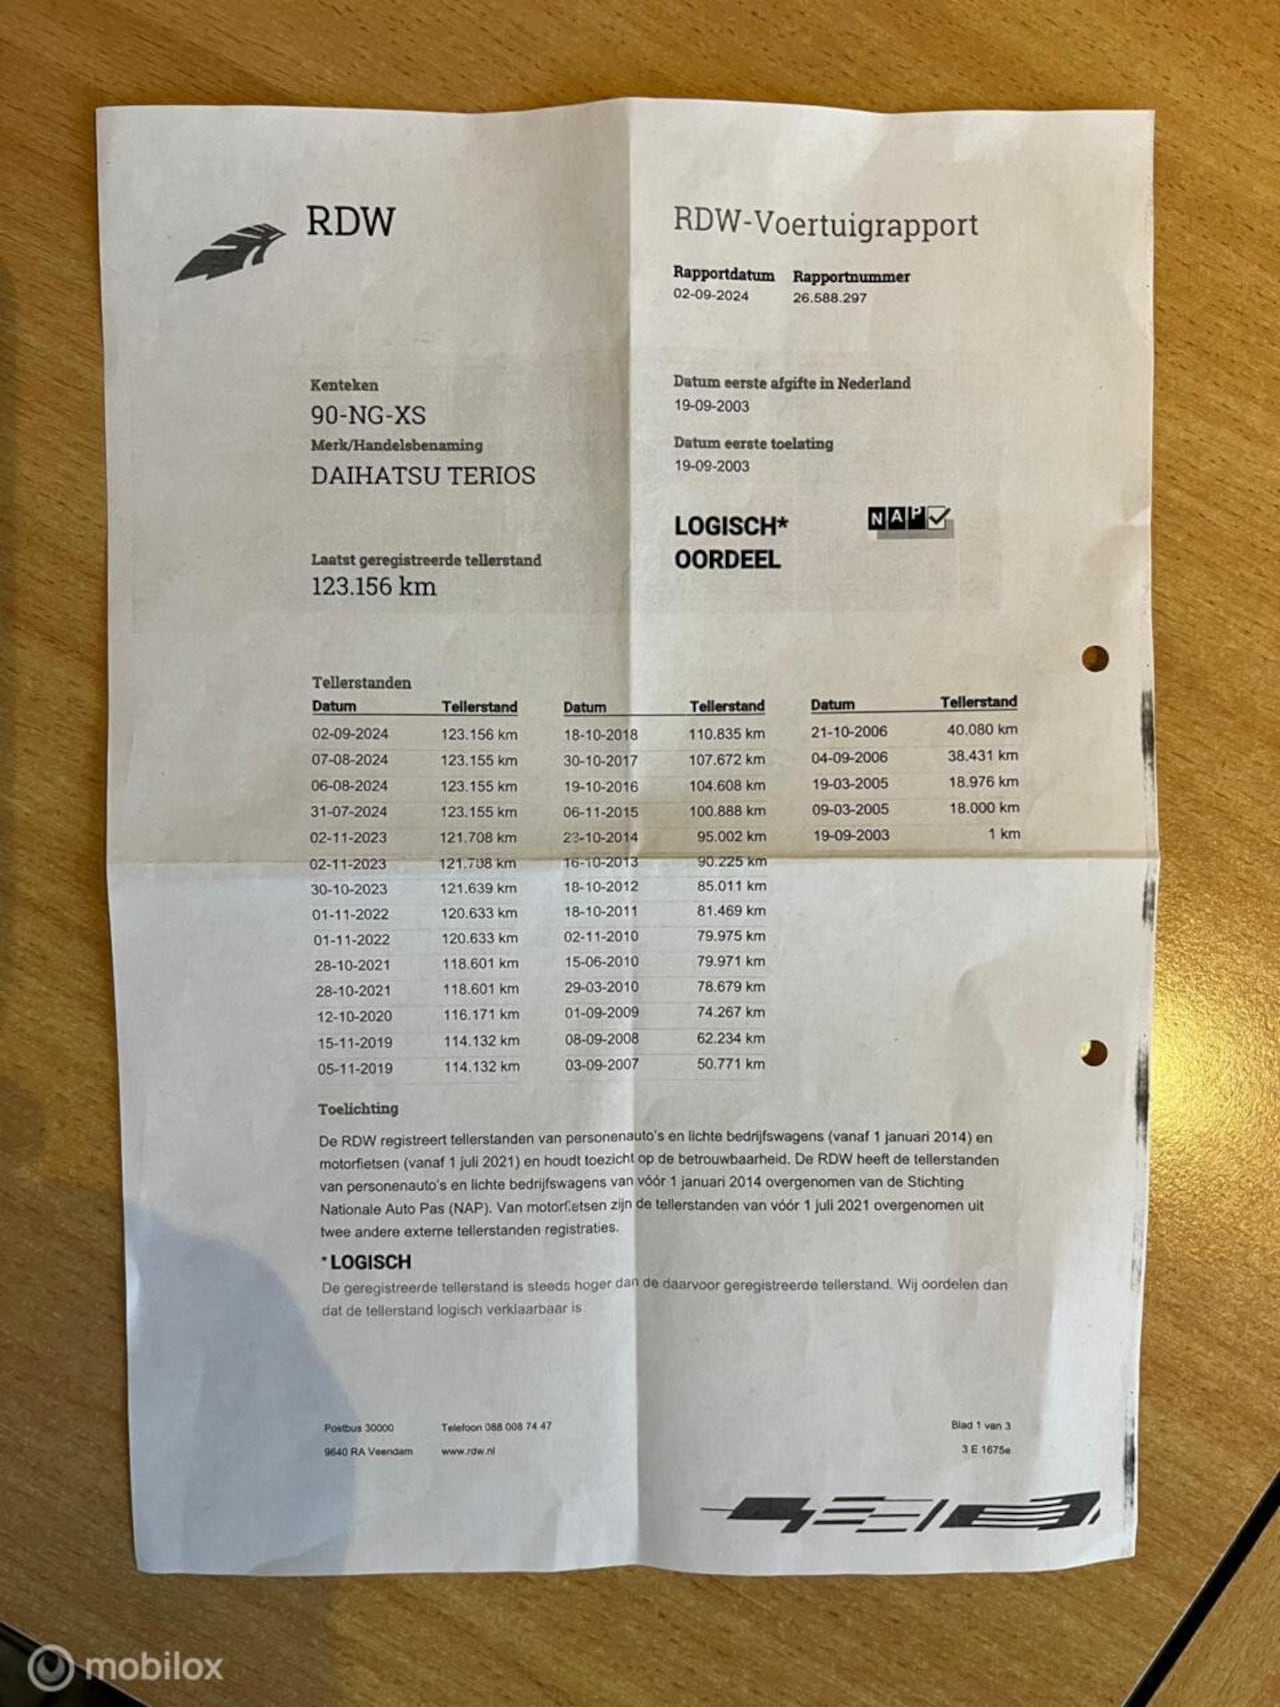 RDW
RDW-Voertuigrapport
Rapportdatum Rapportnummer
02-09-2024 26.588.297
Kenteken
90-NG-XS
Merk/Handelsbenaming
DAIHATSU TERIOS
Laatst geregistreerde tellerstand
123.156 km
Datum eerste afgifte in Nederland
19-09-2003
Datum eerste toelating
19-09-2003
LOGISCH*
OORDEEL
NAP
Tellerstanden
Datum Tellerstand Datum Tellerstand Datum Tellerstand
02-09-2024 123.156 km 18-10-2018 110.835 km 21-10-2006 40.080 km
07-08-2024 123.155 km 30-10-2017 107.672 km 04-09-2006 38.431 km
06-08-2024 123.155 km 19-10-2016 104.608 km 19-03-2005 18.976 km
31-07-2024 123.155 km 06-11-2015 100.888 km 09-03-2005 18.000 km
02-11-2023 121.708 km 23-10-2014 95.002 km 19-09-2003 1 km
02-11-2023 121.708 km 16-10-2013 90.225 km
30-10-2023 121.639 km 18-10-2012 85.011 km
01-11-2022 120.633 km 18-10-2011 81.469 km
01-11-2022 120.633 km 02-11-2010 79.975 km
28-10-2021 118.601 km 15-06-2010 79.971 km
28-10-2021 118.601 km 29-03-2010 78.679 km
12-10-2020 116.171 km 01-09-2009 74.267 km
15-11-2019 114.132 km 08-09-2008 62.234 km
05-11-2019 114.132 km 03-09-2007 50.771 km
Toelichting
De RDW registreert tellerstanden van personenauto's en lichte bedrijfswagens (vanaf 1 januari 2014) en
motorfietsen (vanaf 1 juli 2021) en houdt toezicht op de betrouwbaarheid. De RDW heeft de tellerstanden
van personenauto's en lichte bedrijfswagens van vóór 1 januari 2014 overgenomen van de Stichting
Nationale Auto Pas (NAP). Van motorfietsen zijn de tellerstanden van vóór 1 juli 2021 overgenomen uit
twee andere externe tellerstanden registraties.
* LOGISCH
De geregistreerde tellerstand is steeds hoger dan de daarvoor geregistreerde tellerstand. Wij oordelen dan
dat de tellerstand logisch verklaarbaar is.
Postbus 30000 Telefoon 088 008 74 47 Blad 1 van 3
9640 RA Veendam www.rdw.nl 3 E 1675e
mobilox